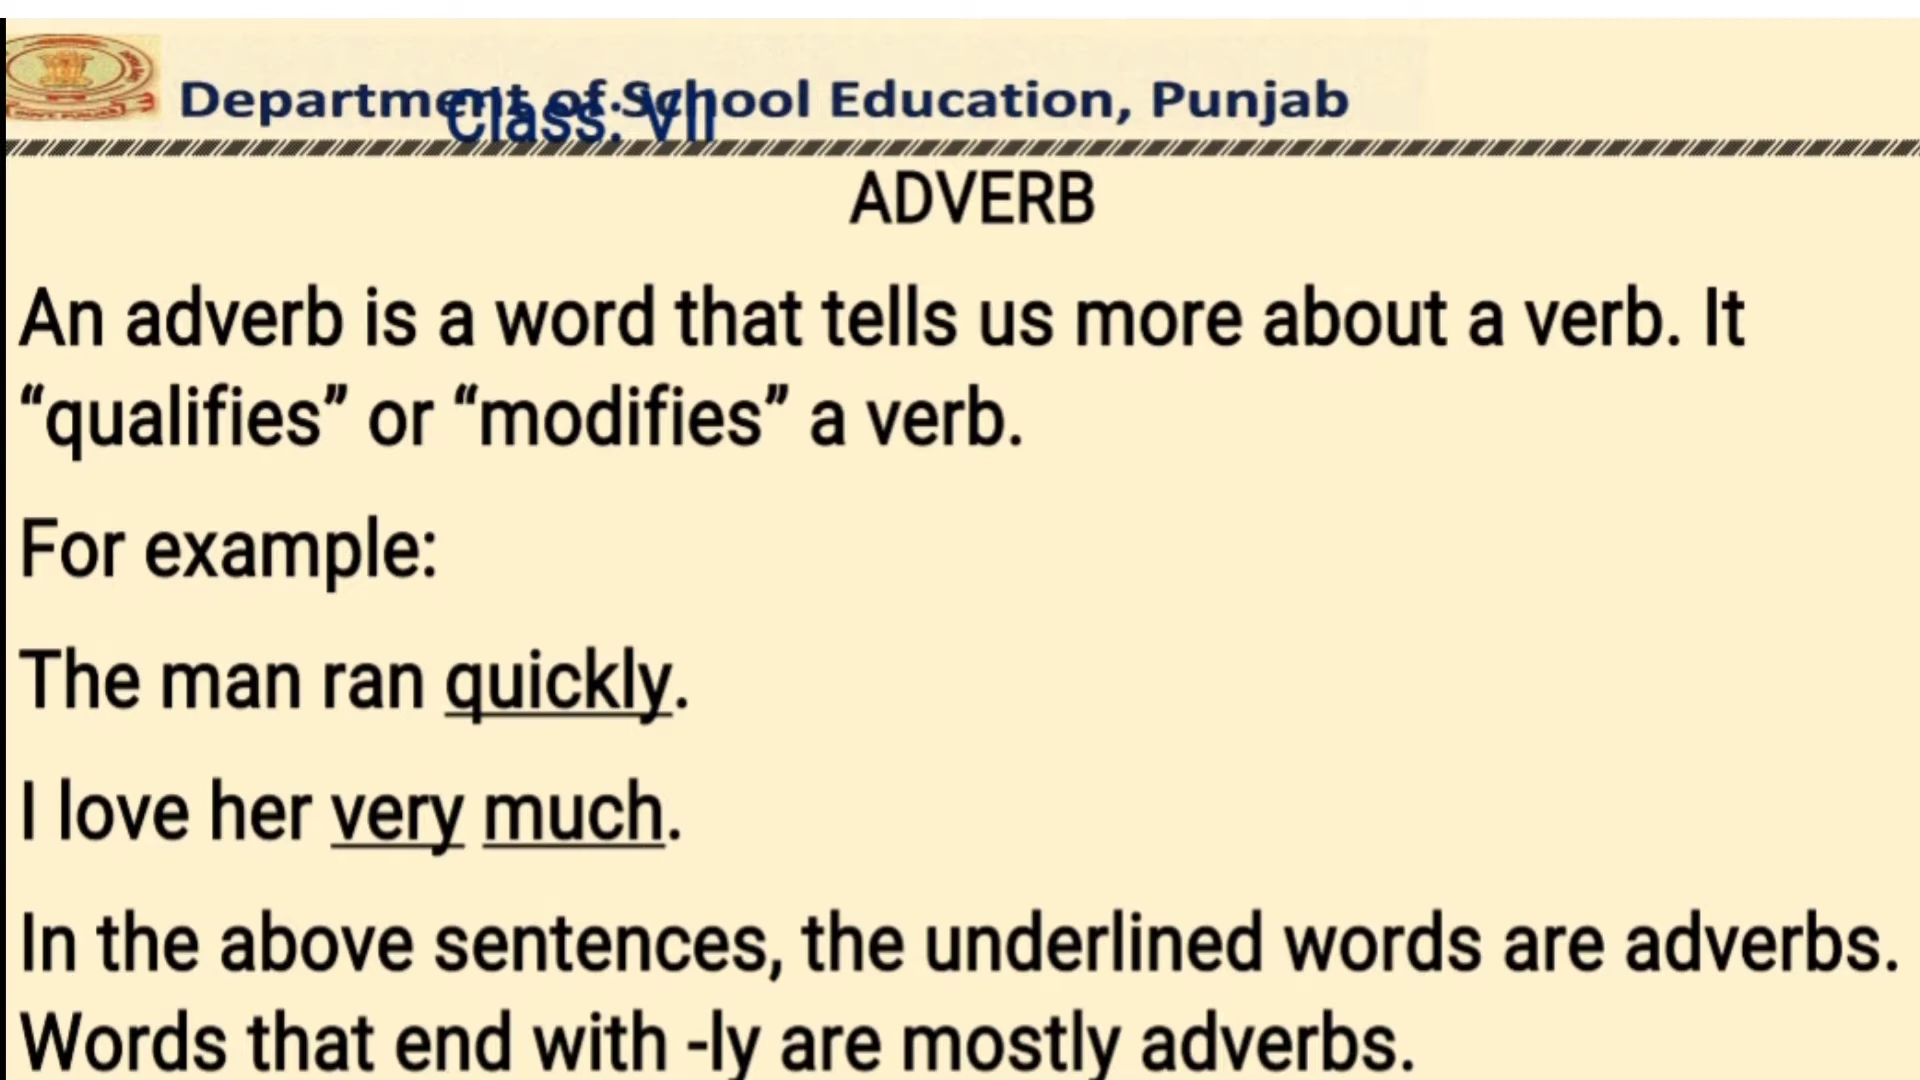 Department of School Education, Punjab
Class: VII
ADVERB
An adverb is a word that tells us more about a verb. It
“qualifies” or “modifies” a verb.
For example:
The man ran quickly.
I love her very much.
In the above sentences, the underlined words are adverbs.
Words that end with -ly are mostly adverbs.